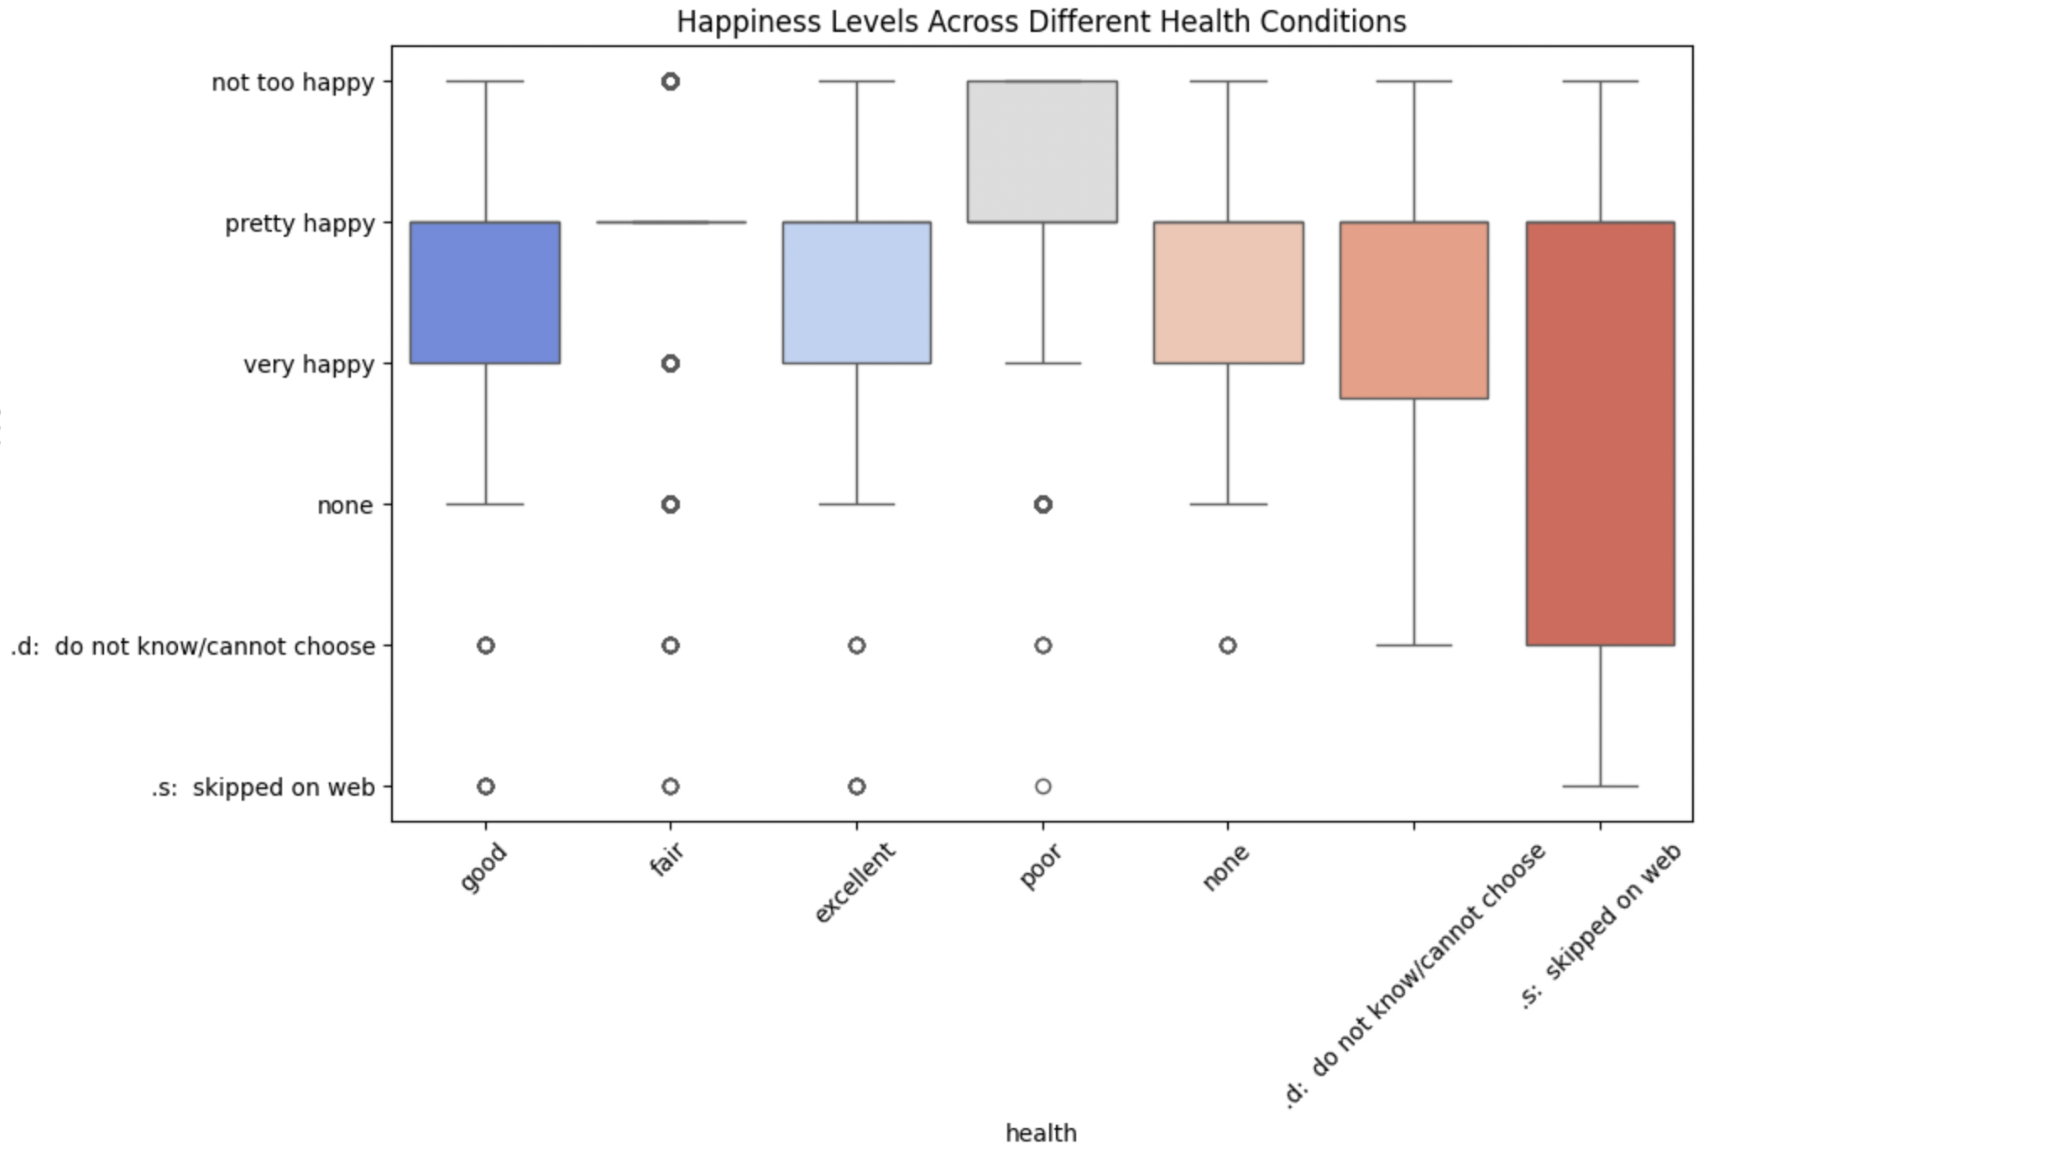 Happiness Levels Across Different Health Conditions
not too happy
pretty happy
very happy
none
.d:  do not know/cannot choose
.s:  skipped on web
good
fair
excellent
poor
none
.d:  do not know/cannot choose
.s:  skipped on web
health